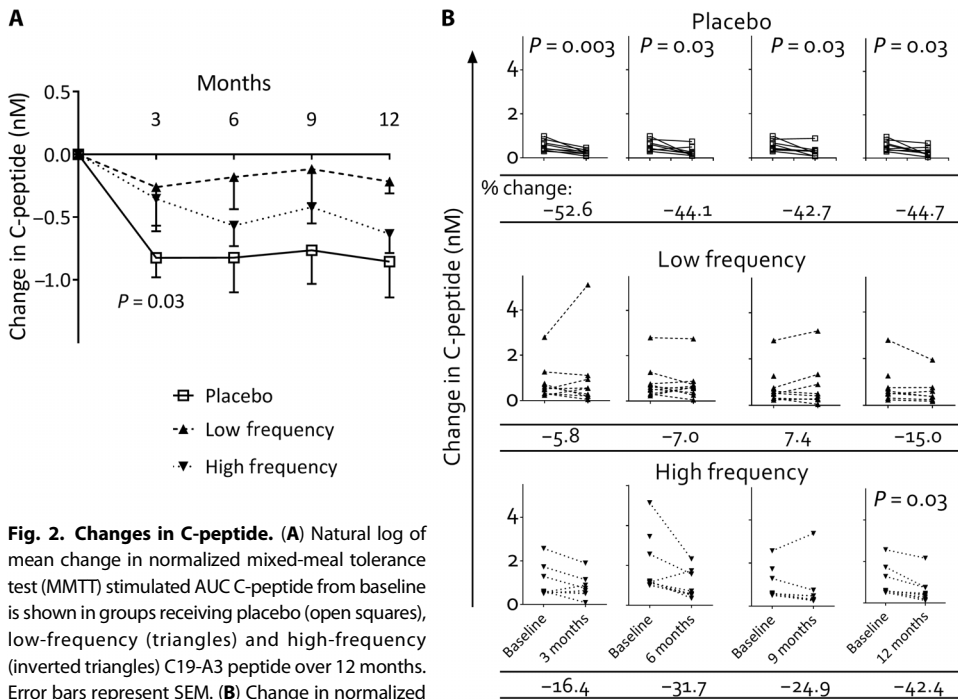 A
Months
3 6 9 12
Change in C-peptide (nM)
0.5
0.0
−0.5
−1.0
P = 0.03
Placebo
Low frequency
High frequency
Fig. 2. Changes in C-peptide. (A) Natural log of
mean change in normalized mixed-meal tolerance
test (MMTT) stimulated AUC C-peptide from baseline
is shown in groups receiving placebo (open squares),
low-frequency (triangles) and high-frequency
(inverted triangles) C19-A3 peptide over 12 months.
Error bars represent SEM. (B) Change in normalized
B
Change in C-peptide (nM)
Placebo
P = 0.003 P = 0.03 P = 0.03 P = 0.03
4
2
0
% change:
−52.6 −44.1 −42.7 −44.7
Low frequency
4
2
0
−5.8 −7.0 7.4 −15.0
High frequency
P = 0.03
4
2
0
Baseline 3 months Baseline 6 months Baseline 9 months Baseline 12 months
−16.4 −31.7 −24.9 −42.4